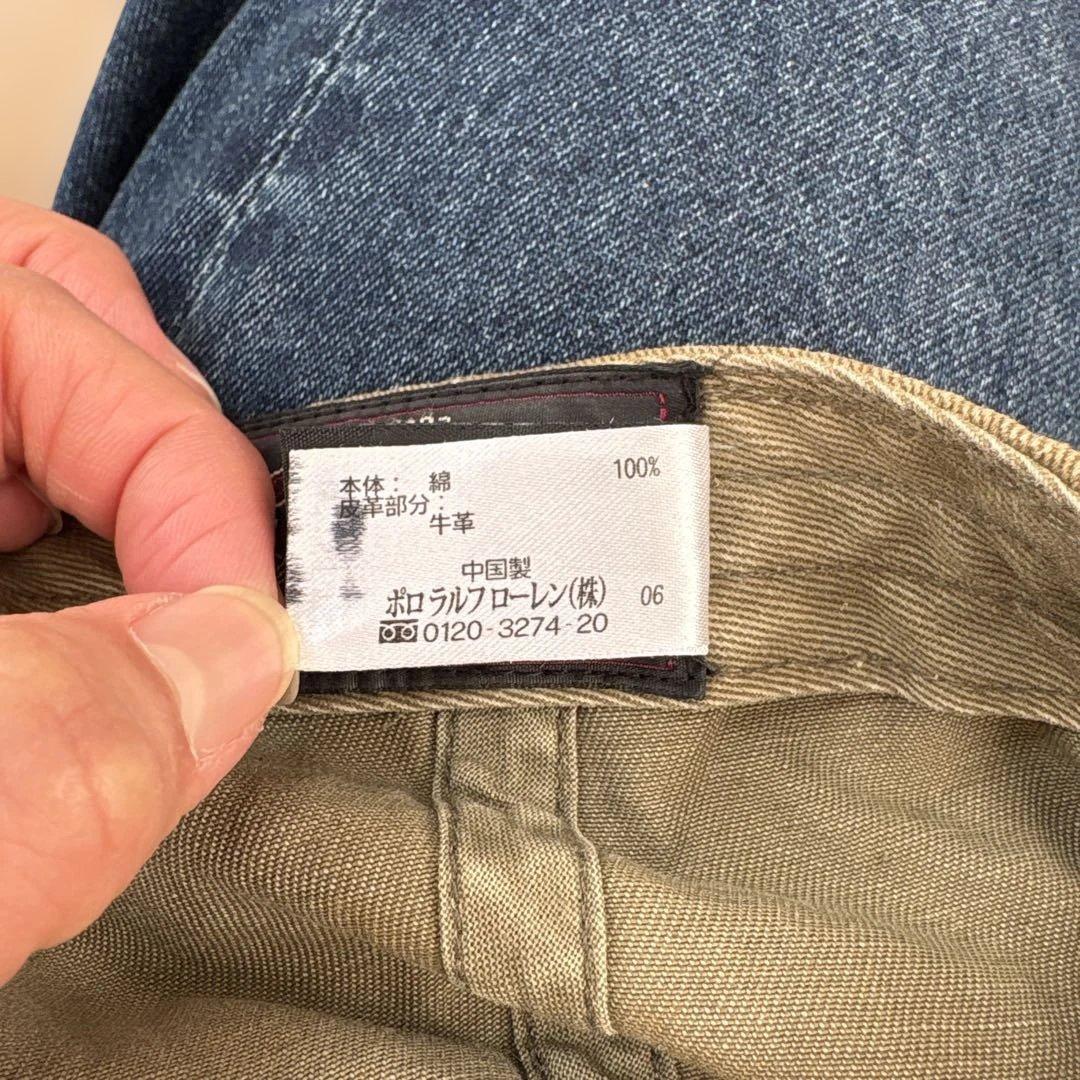 本体： 綿 100%
皮革部分：
牛革
中国製
ポロ ラルフ ローレン(株) 06
0120-3274-20